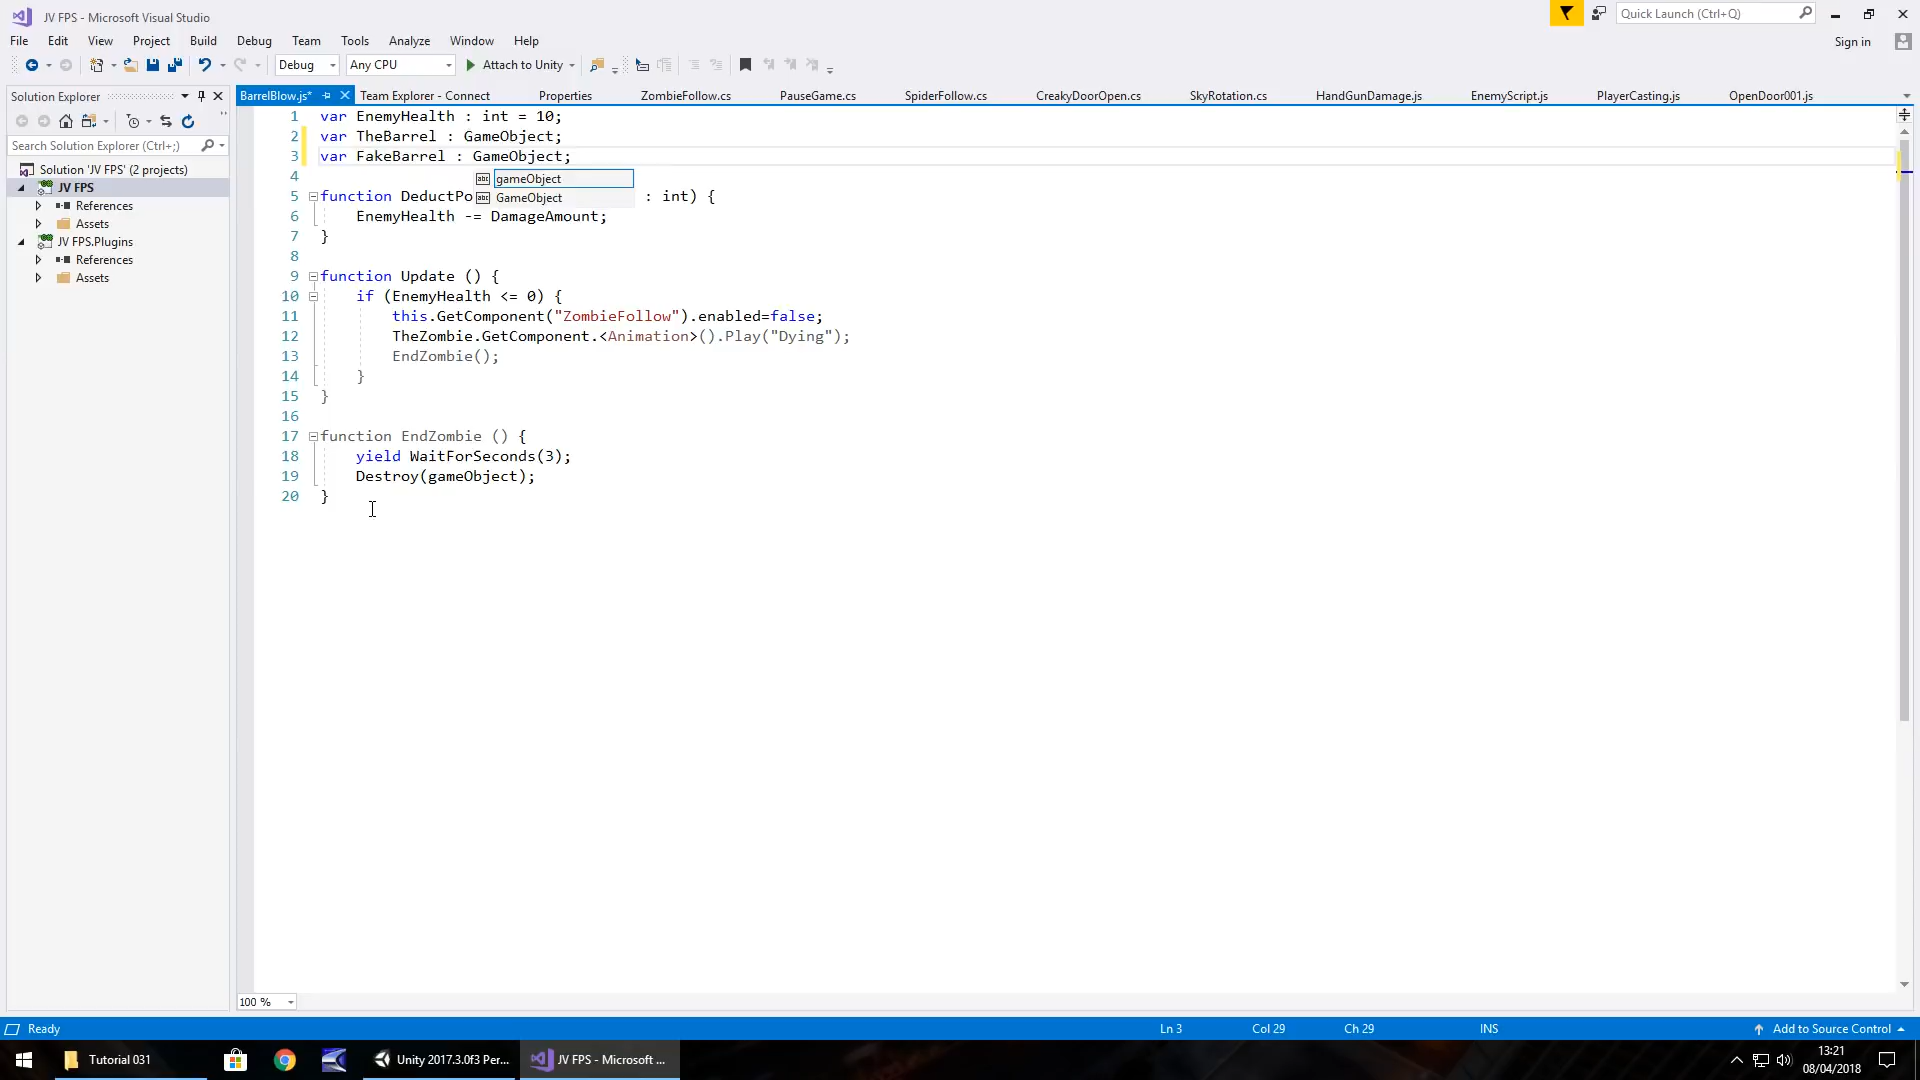 JV FPS - Microsoft Visual Studio
Quick Launch (Ctrl+Q)
File Edit View Project Build Debug Team Tools Analyze Window Help
Sign in
Debug Any CPU Attach to Unity
Solution Explorer
BarrelBlow.js* Team Explorer - Connect Properties ZombieFollow.cs PauseGame.cs SpiderFollow.cs CreakyDoorOpen.cs SkyRotation.cs HandGunDamage.js EnemyScript.js PlayerCasting.js OpenDoor001.js
Search Solution Explorer (Ctrl+;)
Solution 'JV FPS' (2 projects)
JV FPS
References
Assets
JV FPS.Plugins
References
Assets
1 var EnemyHealth : int = 10;
2 var TheBarrel : GameObject;
3 var FakeBarrel : GameObject;
4
abc gameObject
abc GameObject
5 function DeductPo : int) {
6 EnemyHealth -= DamageAmount;
7 }
8
9 function Update () {
10 if (EnemyHealth <= 0) {
11 this.GetComponent("ZombieFollow").enabled=false;
12 TheZombie.GetComponent.<Animation>().Play("Dying");
13 EndZombie();
14 }
15 }
16
17 function EndZombie () {
18 yield WaitForSeconds(3);
19 Destroy(gameObject);
20 }
100 %
Ready Ln 3 Col 29 Ch 29 INS Add to Source Control
Tutorial 031 Unity 2017.3.0f3 Per... JV FPS - Microsoft ...
13:21
08/04/2018